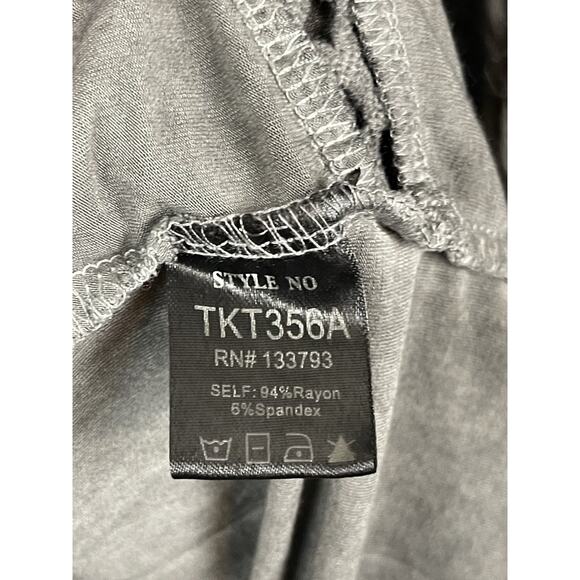 STYLE NO
TKT356A
RN# 133793
SELF: 94%Rayon
6%Spandex